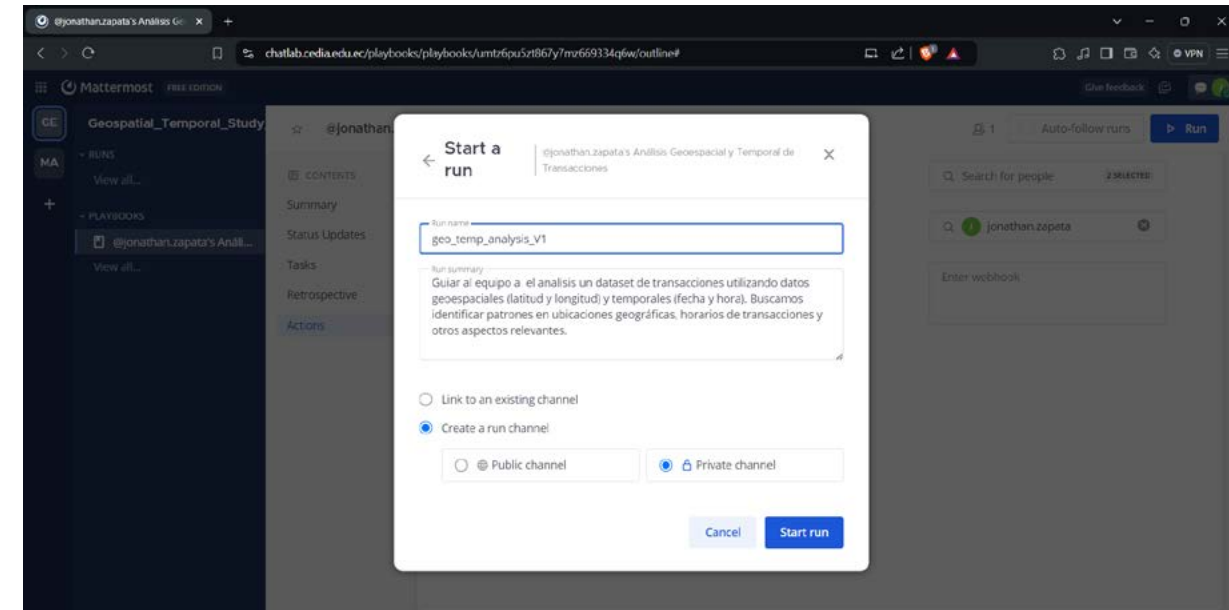 @jonathan.zapata's Análisis Ge
chatlab.cedia.edu.ec/playbooks/playbooks/umtz6pu5zt867y7mz669334q6w/outline#
VPN
Mattermost FREE EDITION
Give feedback
GE
Geospatial_Temporal_Study
@jonathan.
1
Auto-follow runs
Run
MA
RUNS
View all...
PLAYBOOKS
@jonathan.zapata's Análi...
View all...
CONTENTS
Summary
Status Updates
Tasks
Retrospective
Actions
Start a run
@jonathan.zapata's Análisis Geoespacial y Temporal de
Transacciones
Run name
geo_temp_analysis_V1
Run summary
Guiar al equipo a el analisis un dataset de transacciones utilizando datos
geoespaciales (latitud y longitud) y temporales (fecha y hora). Buscamos
identificar patrones en ubicaciones geográficas, horarios de transacciones y
otros aspectos relevantes.
Link to an existing channel
Create a run channel
Public channel
Private channel
Cancel
Start run
Search for people
2 SELECTED
jonathan zapata
Enter webhook